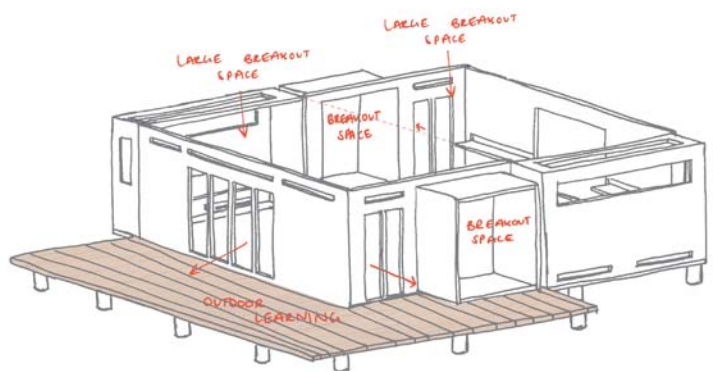 LARGE BREAKOUT
SPACE
LARGE BREAKOUT
SPACE
BREAKOUT
SPACE
BREAKOUT
SPACE
OUTDOOR
LEARNING